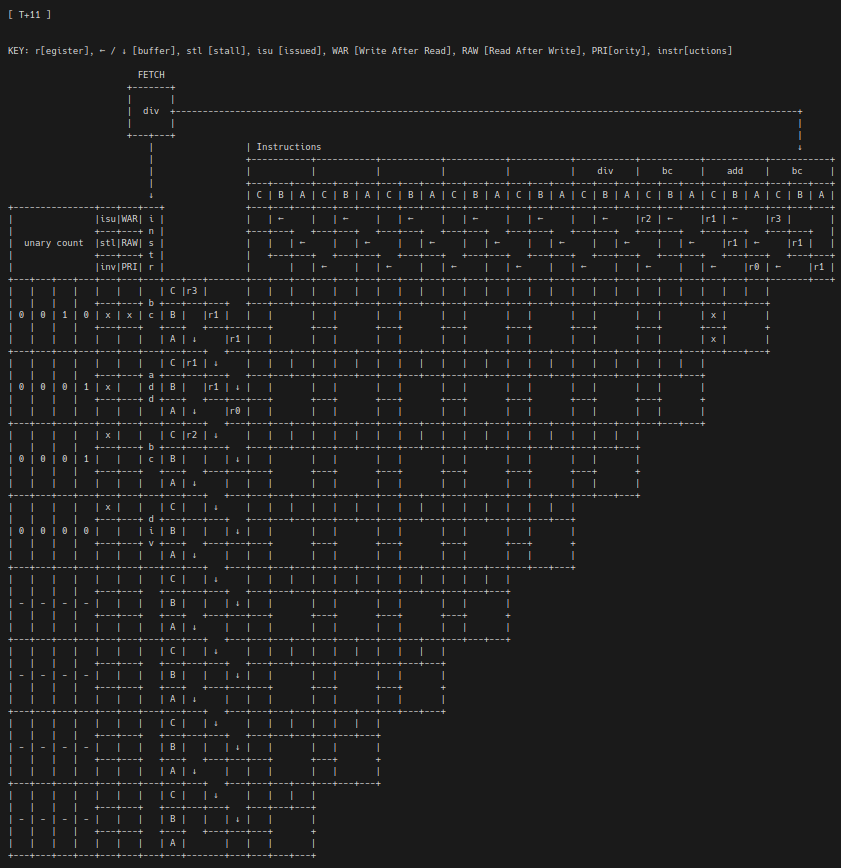 [ T+11 ]
KEY: r[egister], ← / ↓ [buffer], stl [stall], isu [issued], WAR [Write After Read], RAW [Read After Write], PRI[ority], instr[uctions]
FETCH
div
Instructions
div bc add bc
↓ C B A C B A C B A C B A C B A C B A C B A C B A C B A
isu WAR i ← ← ← ← ← ← r2 ← r1 ← r3
n
unary count stl RAW s ← ← ← ← ← ← ← r1 ← r1
t
inv PRI r ← ← ← ← ← ← ← r0 ← r1
C r3
b
0 0 1 0 x x c B r1 x
A ↓ r1 x
C r1 ↓
a
0 0 0 1 x d B r1 ↓
d
A ↓ r0
x C r2 ↓
b
0 0 0 1 c B ↓
A ↓
x C ↓
d
0 0 0 0 i B ↓
v
A ↓
C ↓
- - - - B ↓
A ↓
C ↓
- - - - B ↓
A ↓
C ↓
- - - - B ↓
A ↓
C ↓
- - - - B ↓
A